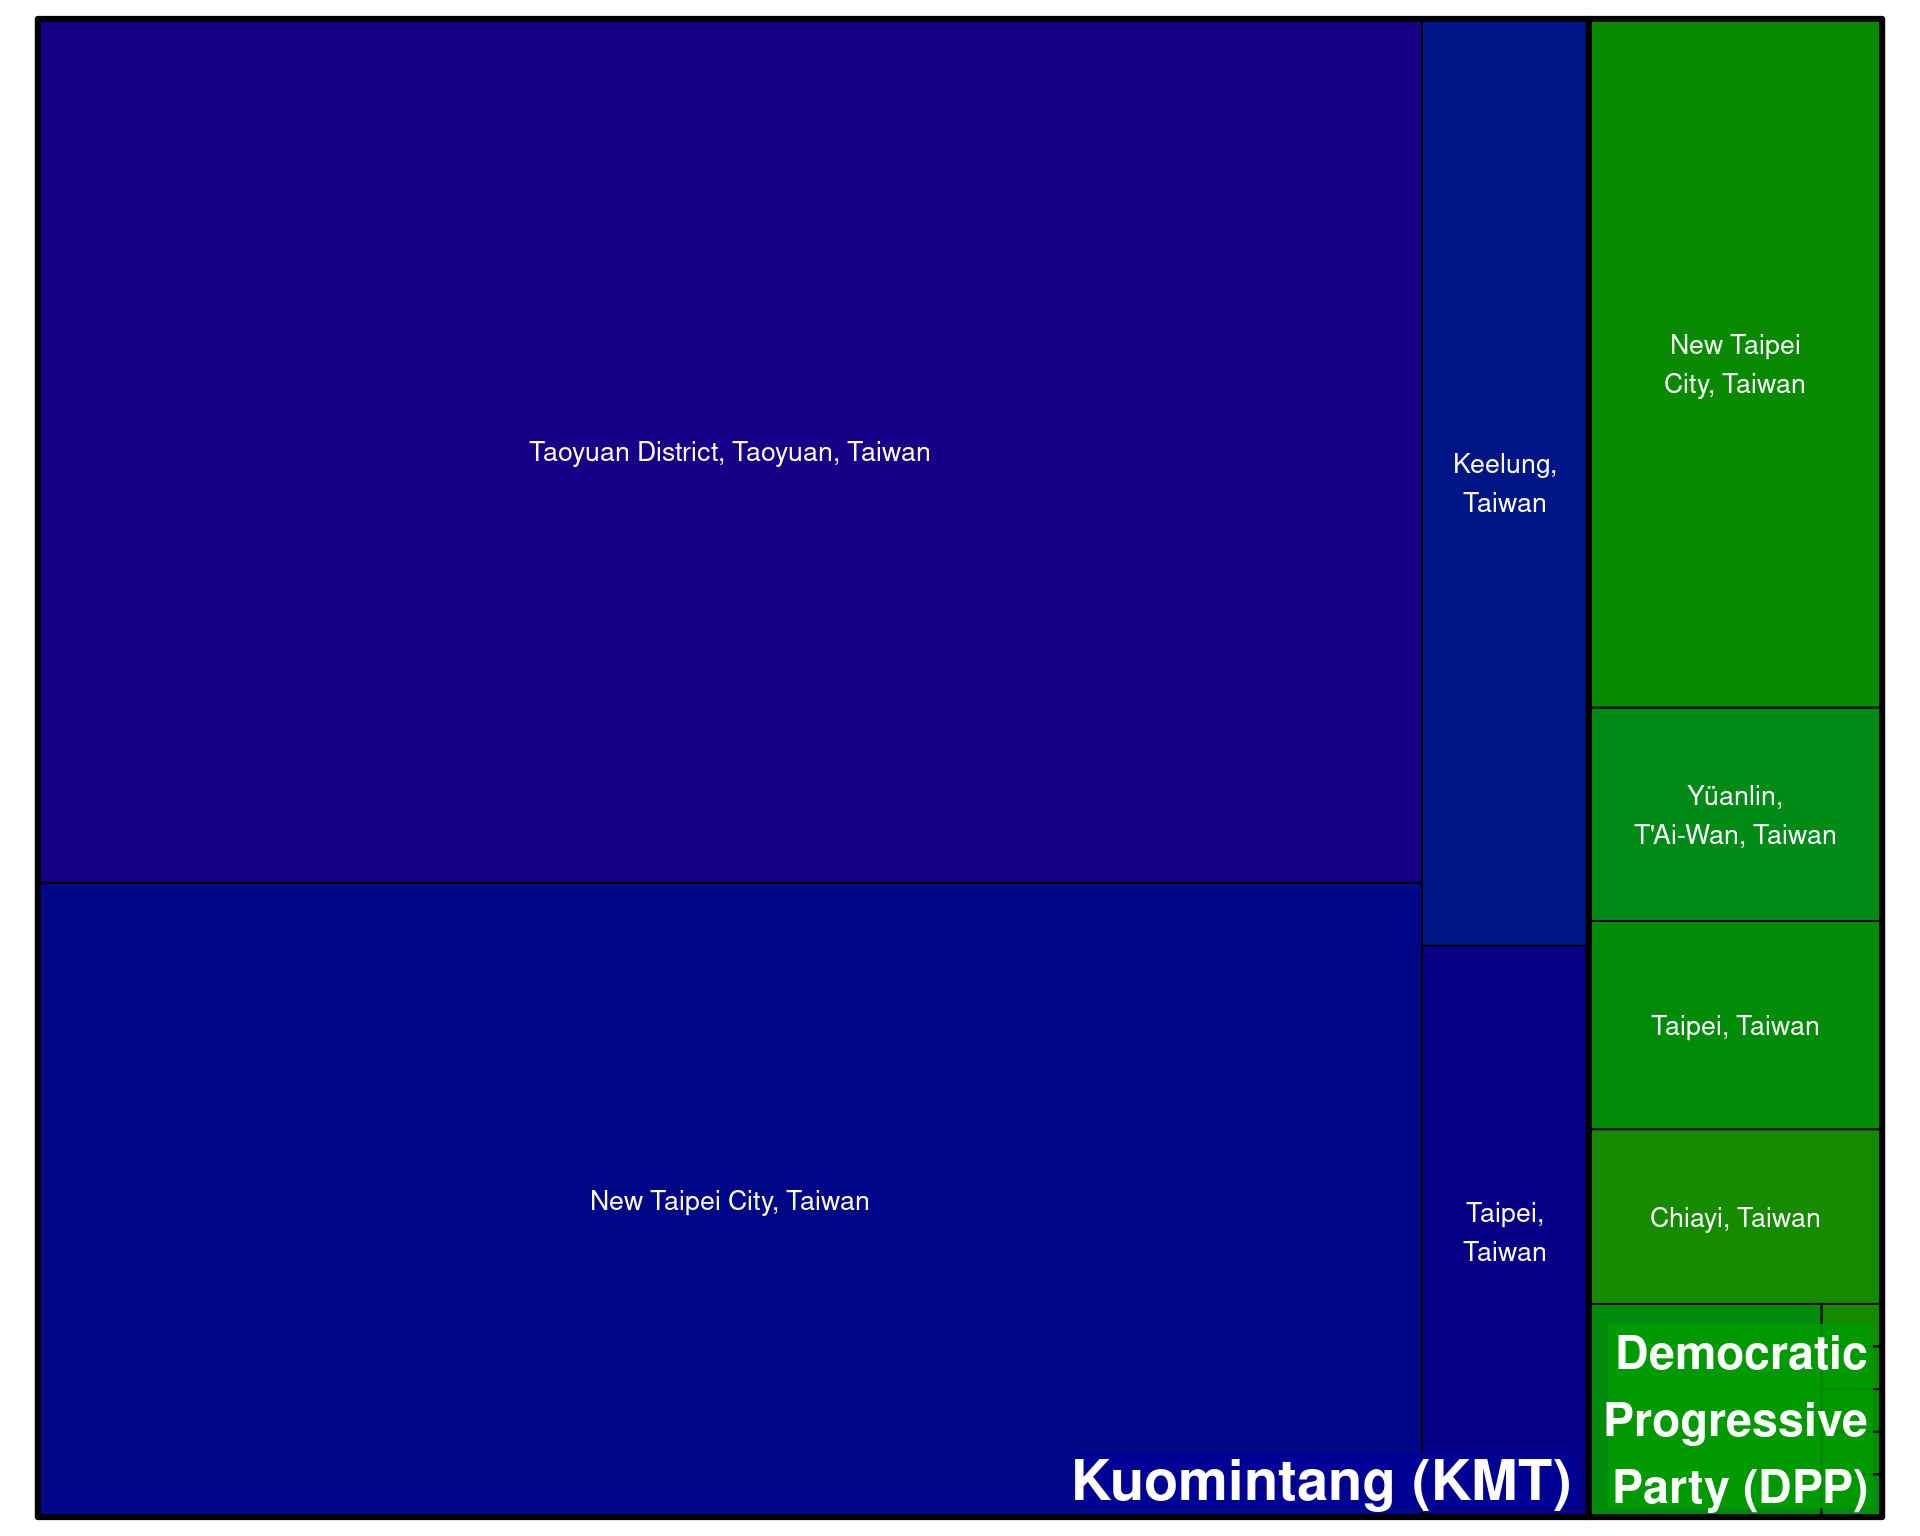 Taoyuan District, Taoyuan, Taiwan
New Taipei City, Taiwan
Keelung,
Taiwan
Taipei,
Taiwan
Kuomintang (KMT)
New Taipei
City, Taiwan
Yüanlin,
T'Ai-Wan, Taiwan
Taipei, Taiwan
Chiayi, Taiwan
Democratic
Progressive
Party (DPP)